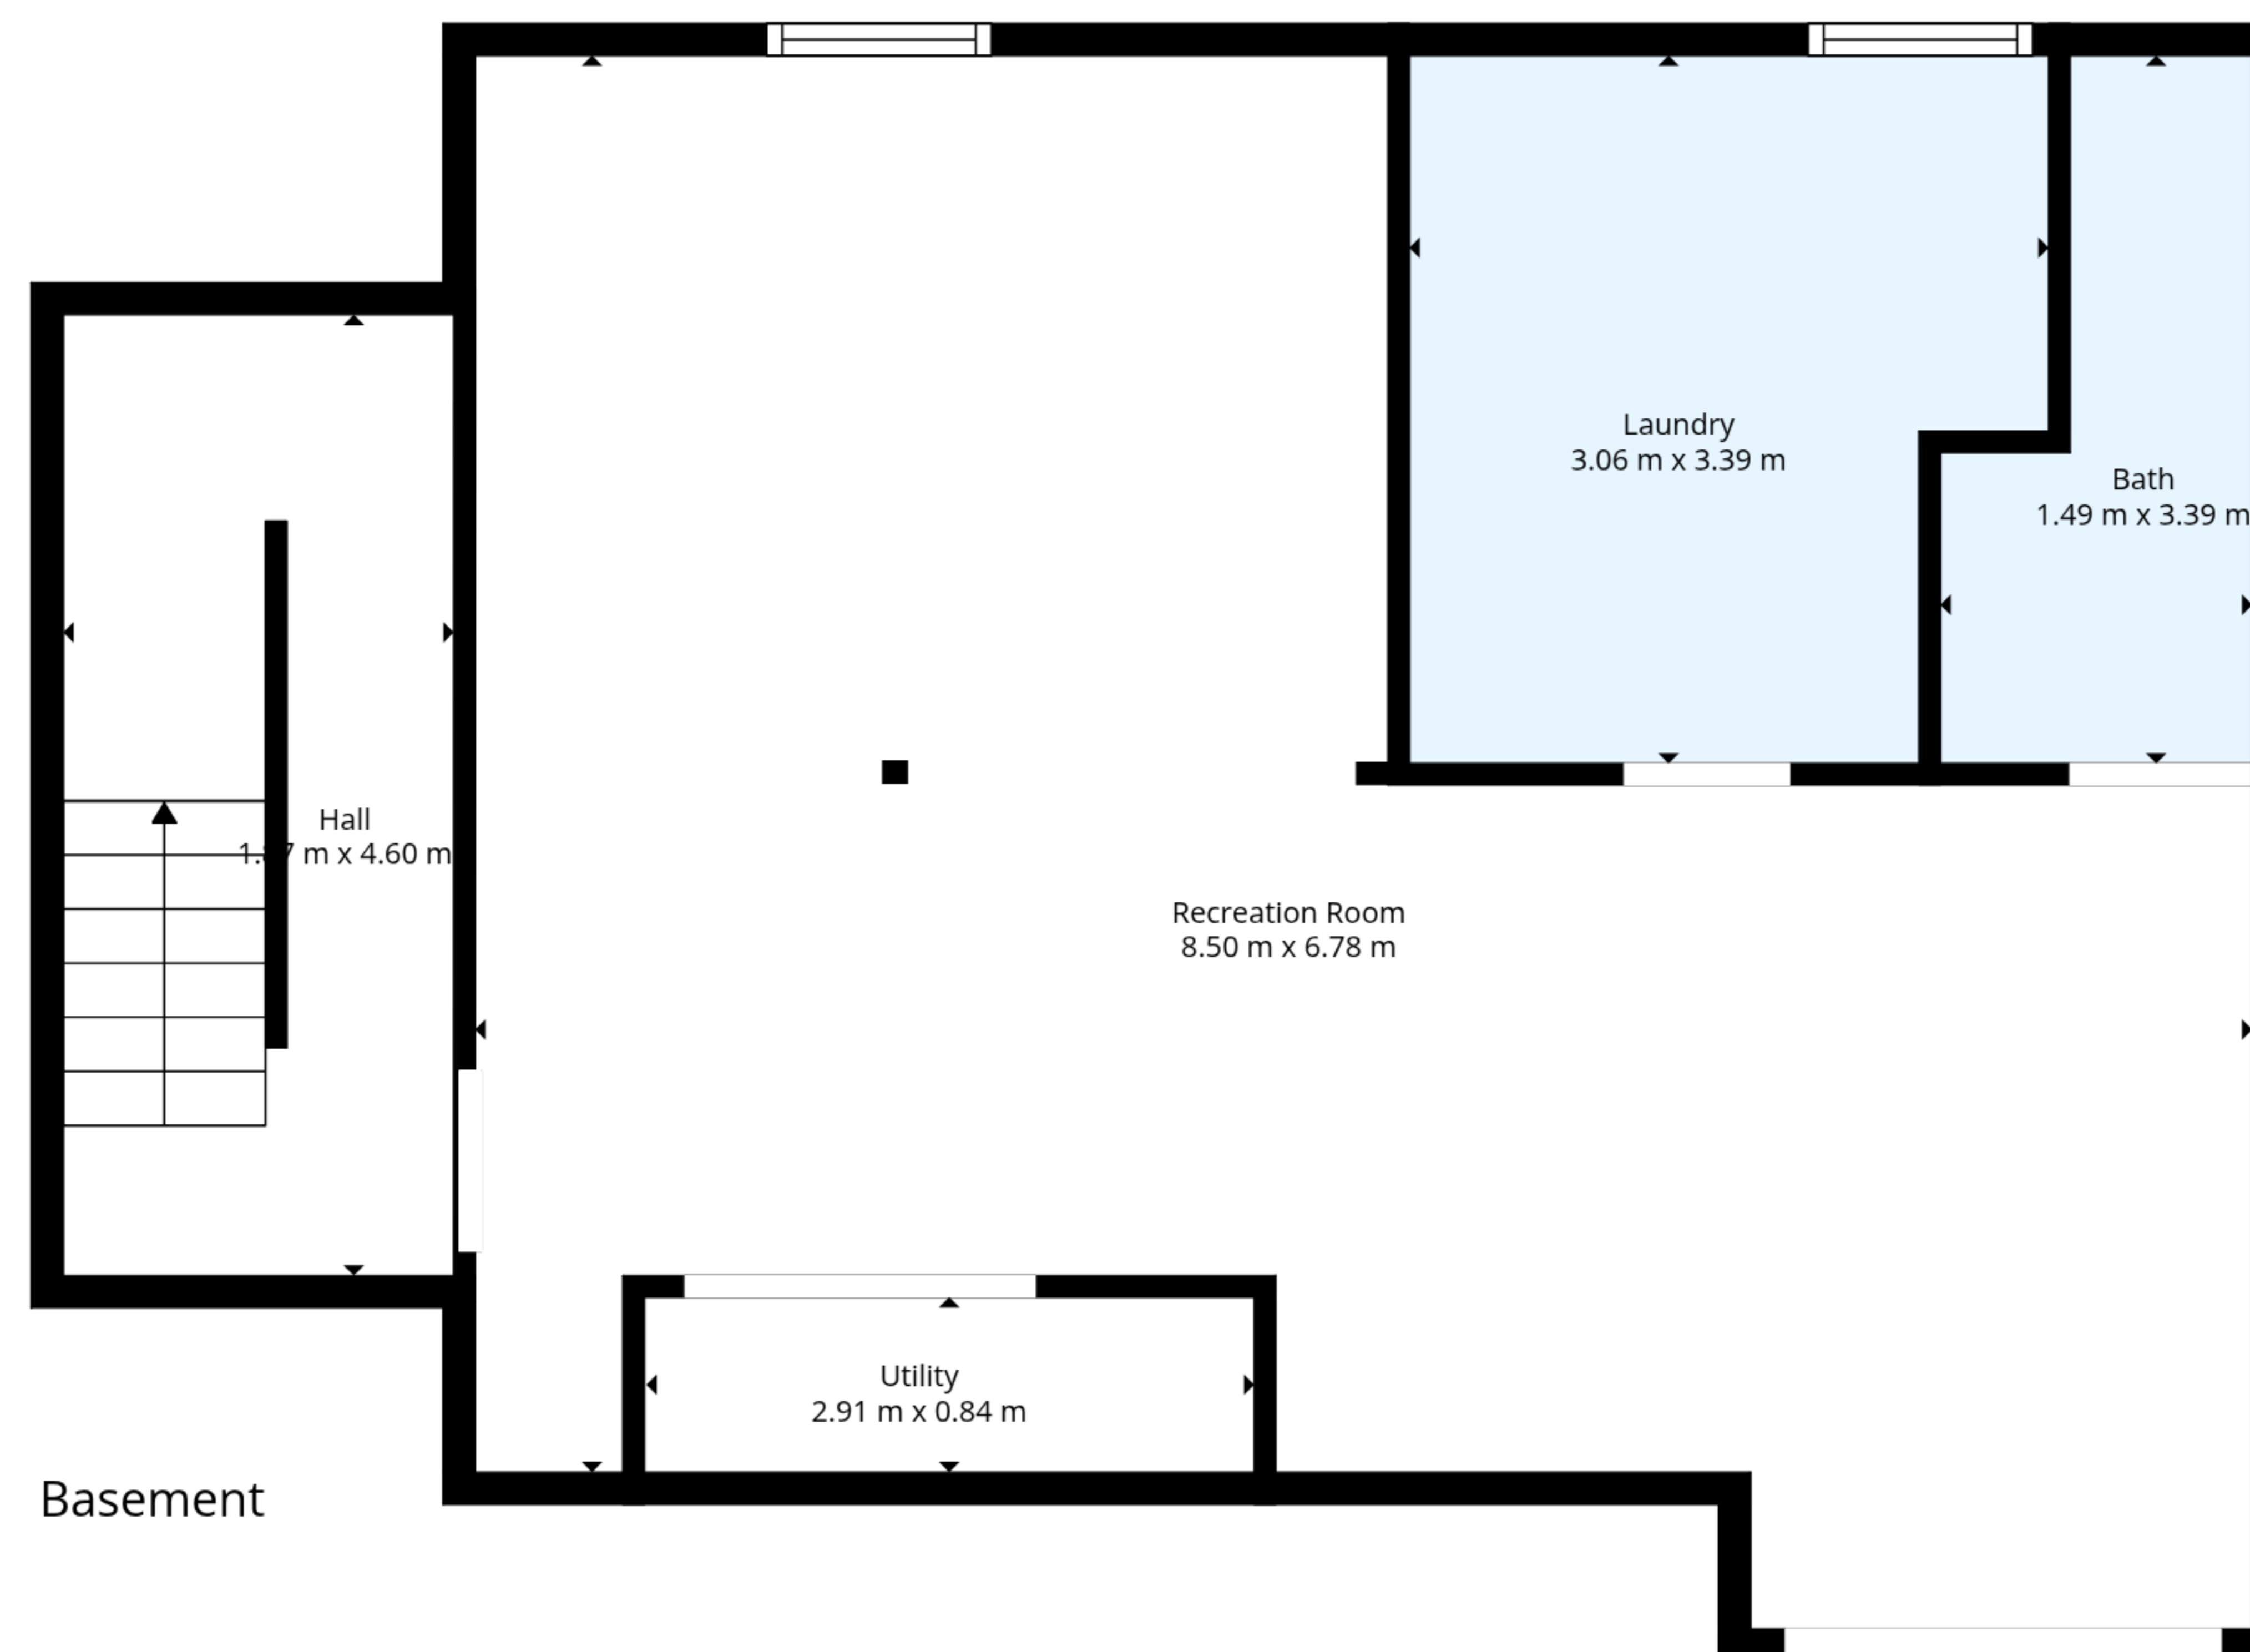 Laundry
3.06 m x 3.39 m
Bath
1.49 m x 3.39 m
Hall
m x 4.60 m
Recreation Room
8.50 m x 6.78 m
Utility
2.91 m x 0.84 m
Basement